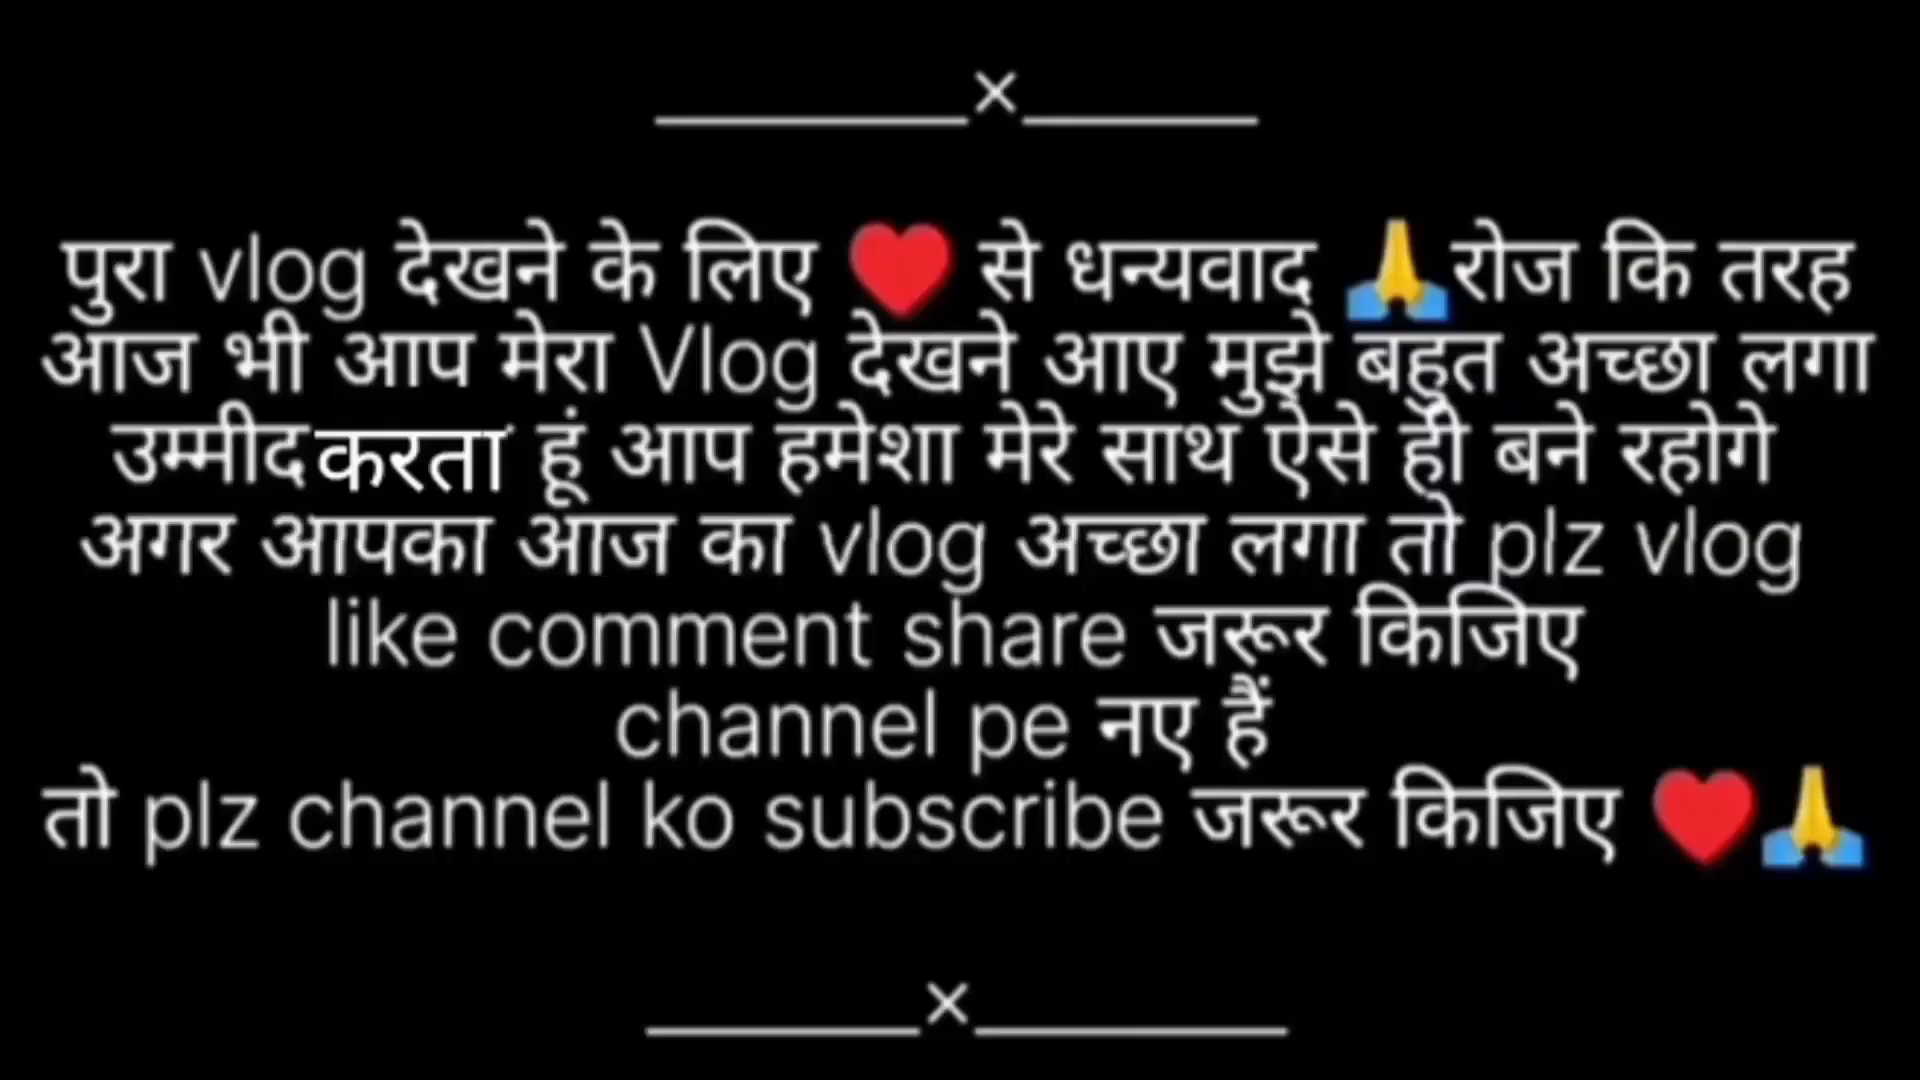 ________×______
पुरा vlog देखने के लिए ♥️ से धन्यवाद 🙏रोज कि तरह
आज भी आप मेरा Vlog देखने आए मुझे बहुत अच्छा लगा
उम्मीद करता हूं आप हमेशा मेरे साथ ऐसे ही बने रहोगे
अगर आपका आज का vlog अच्छा लगा तो plz vlog
like comment share जरूर किजिए
channel pe नए हैं
तो plz channel ko subscribe जरूर किजिए ♥️🙏
_______×________